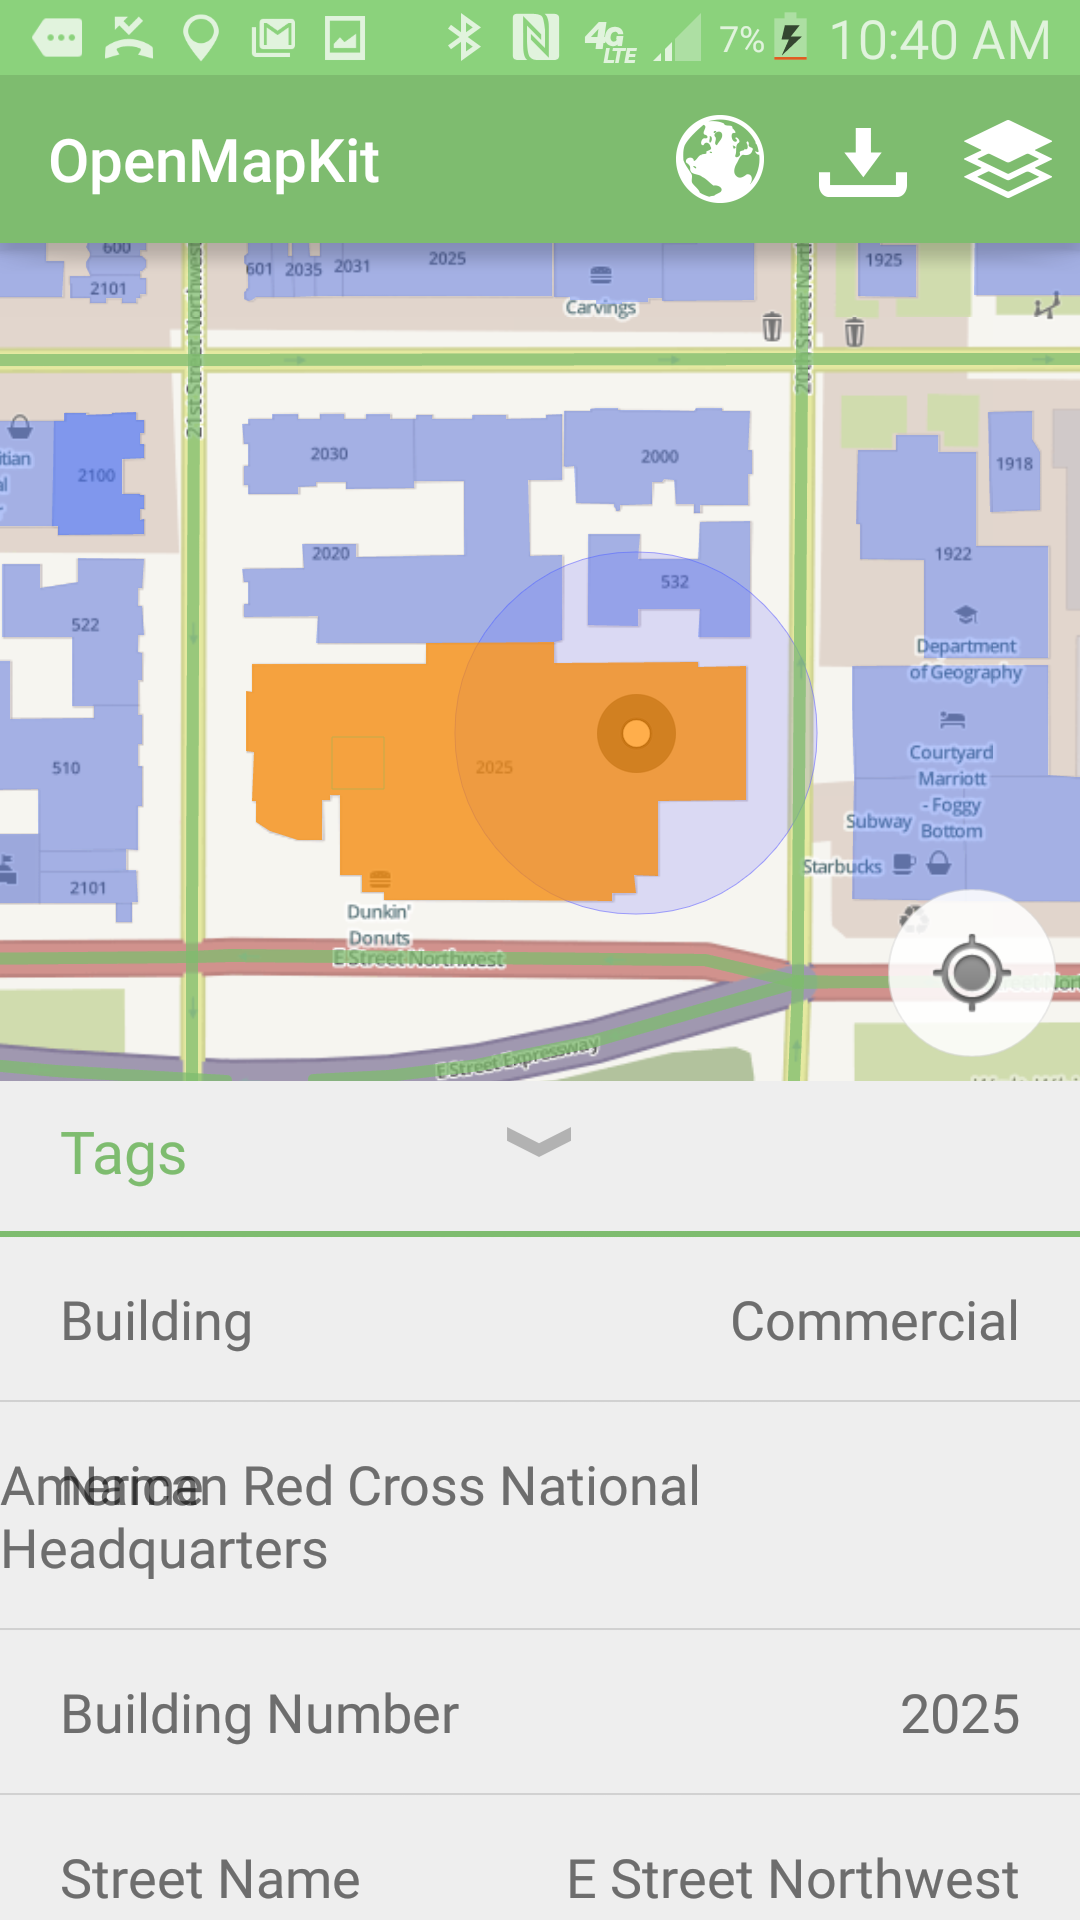 4G LTE 7% 10:40 AM
OpenMapKit
600
2101
601
2035
2031
2025
1925
Carvings
21st Street Northwest
20th Street North
2100
2030
2000
1918
2020
532
1922
522
Department
of Geography
510
2025
Courtyard
Marriott
- Foggy
Bottom
Subway
Starbucks
2101
Dunkin'
Donuts
E Street Northwest
E Street Expressway
Tags
Building Commercial
Name American Red Cross National
Headquarters
Building Number 2025
Street Name E Street Northwest